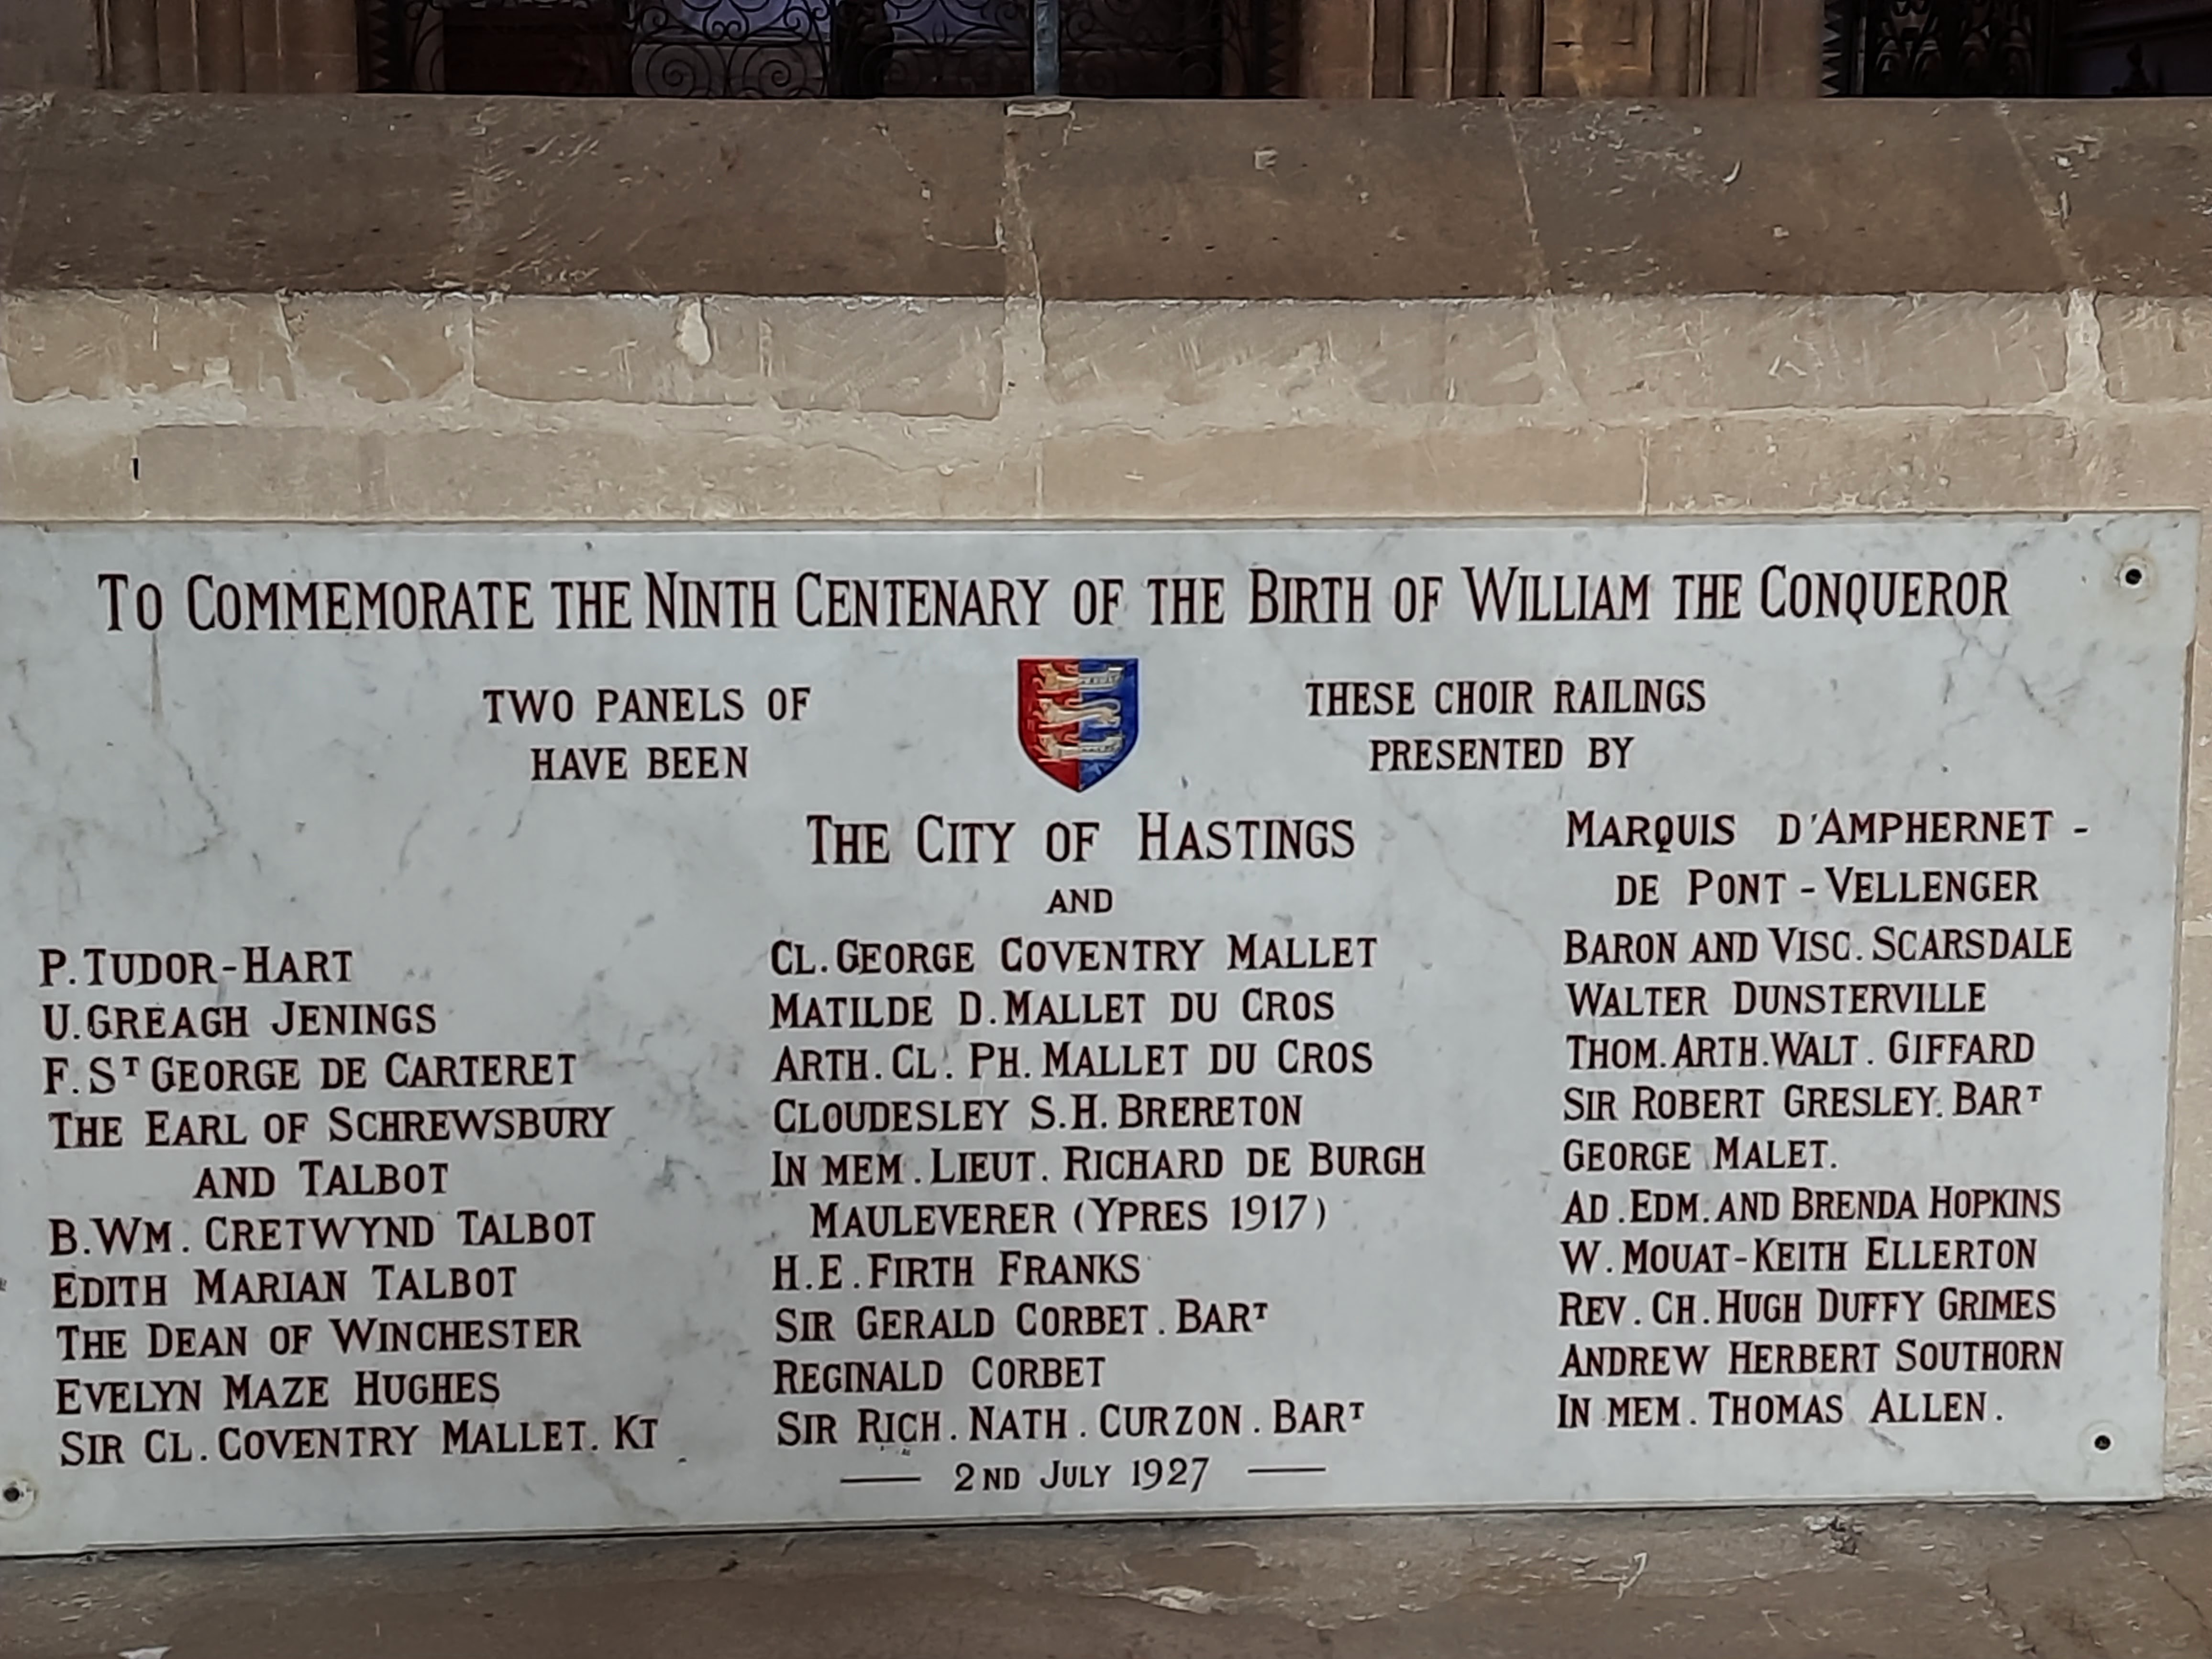 TO COMMEMORATE THE NINTH CENTENARY OF THE BIRTH OF WILLIAM THE CONQUEROR
TWO PANELS OF THESE CHOIR RAILINGS
HAVE BEEN PRESENTED BY
THE CITY OF HASTINGS
AND
P. TUDOR-HART
U. GREAGH JENINGS
F. ST GEORGE DE CARTERET
THE EARL OF SCHREWSBURY
AND TALBOT
B. WM. CRETWYND TALBOT
EDITH MARIAN TALBOT
THE DEAN OF WINCHESTER
EVELYN MAZE HUGHES
SIR CL. COVENTRY MALLET. KT
CL. GEORGE COVENTRY MALLET
MATILDE D. MALLET DU CROS
ARTH. CL. PH. MALLET DU CROS
CLOUDESLEY S.H. BRERETON
IN MEM. LIEUT. RICHARD DE BURGH
MAULEVERER (YPRES 1917)
H.E. FIRTH FRANKS
SIR GERALD CORBET. BART
REGINALD CORBET
SIR RICH. NATH. CURZON. BART
MARQUIS D'AMPHERNET -
DE PONT - VELLENGER
BARON AND VISC. SCARSDALE
WALTER DUNSTERVILLE
THOM. ARTH. WALT. GIFFARD
SIR ROBERT GRESLEY. BART
GEORGE MALET.
AD. EDM. AND BRENDA HOPKINS
W. MOUAT-KEITH ELLERTON
REV. CH. HUGH DUFFY GRIMES
ANDREW HERBERT SOUTHORN
IN MEM. THOMAS ALLEN.
— 2ND JULY 1927 —